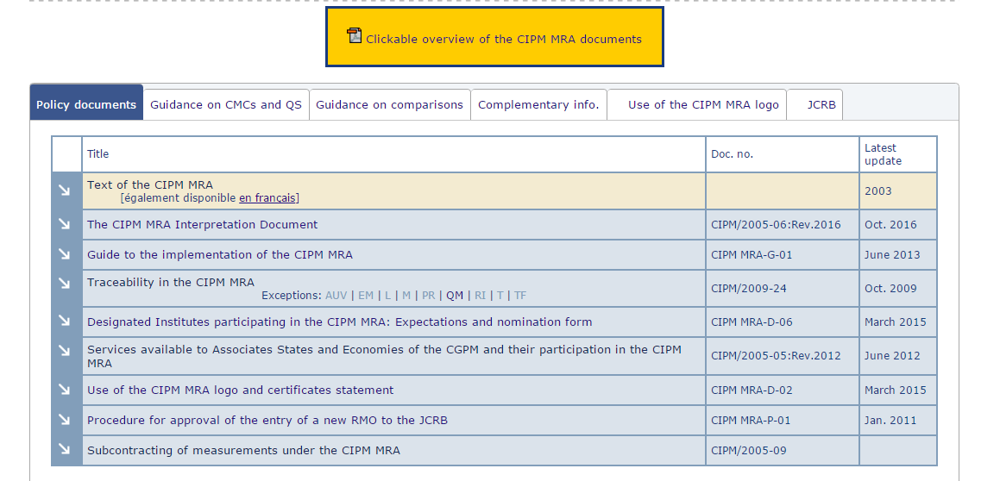 Clickable overview of the CIPM MRA documents
Policy documents
Guidance on CMCs and QS
Guidance on comparisons
Complementary info.
Use of the CIPM MRA logo
JCRB
Title
Doc. no.
Latest
update
Text of the CIPM MRA
[également disponible en français]
2003
The CIPM MRA Interpretation Document
CIPM/2005-06:Rev.2016
Oct. 2016
Guide to the implementation of the CIPM MRA
CIPM MRA-G-01
June 2013
Traceability in the CIPM MRA
Exceptions: AUV | EM | L | M | PR | QM | RI | T | TF
CIPM/2009-24
Oct. 2009
Designated Institutes participating in the CIPM MRA: Expectations and nomination form
CIPM MRA-D-06
March 2015
Services available to Associates States and Economies of the CGPM and their participation in the CIPM
MRA
CIPM/2005-05:Rev.2012
June 2012
Use of the CIPM MRA logo and certificates statement
CIPM MRA-D-02
March 2015
Procedure for approval of the entry of a new RMO to the JCRB
CIPM MRA-P-01
Jan. 2011
Subcontracting of measurements under the CIPM MRA
CIPM/2005-09